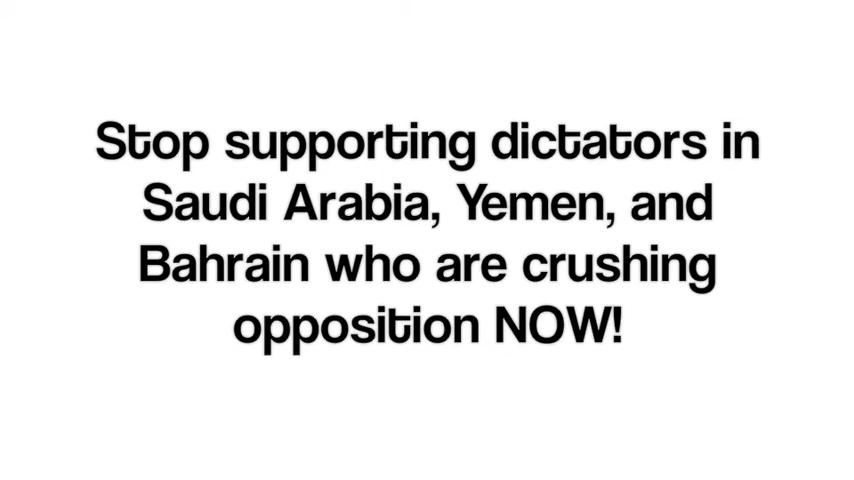 Stop supporting dictators in
Saudi Arabia, Yemen, and
Bahrain who are crushing
opposition NOW!